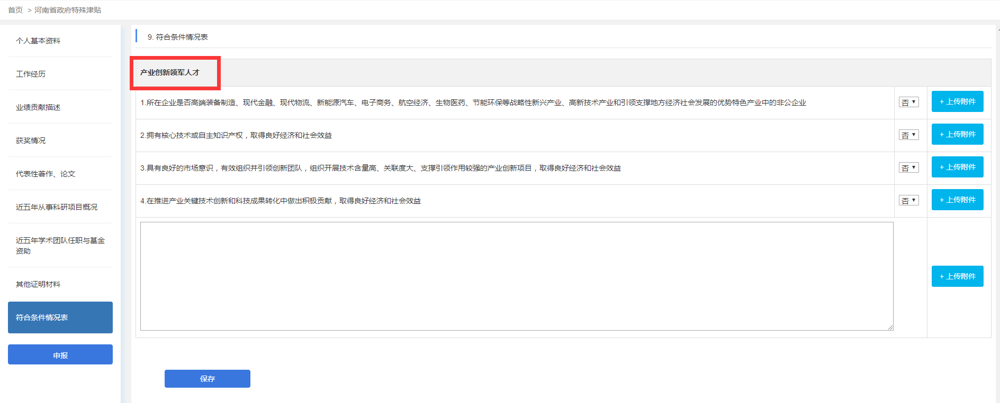 首页 > 河南省政府特殊津贴
个人基本资料
工作经历
业绩贡献描述
获奖情况
代表性著作、论文
近五年从事科研项目概况
近五年学术团队任职与基金
资助
其他证明材料
符合条件情况表
申报
9. 符合条件情况表
产业创新领军人才
1.所在企业是否高端装备制造、现代金融、现代物流、新能源汽车、电子商务、航空经济、生物医药、节能环保等战略性新兴产业、高新技术产业和引领支撑地方经济社会发展的优势特色产业中的非公企业 否 + 上传附件
2.拥有核心技术或自主知识产权，取得良好经济和社会效益 否 + 上传附件
3.具有良好的市场意识，有效组织并引领创新团队，组织开展技术含量高、关联度大、支撑引领作用较强的产业创新项目，取得良好经济和社会效益 否 + 上传附件
4.在推进产业关键技术创新和科技成果转化中做出积极贡献，取得良好经济和社会效益 否 + 上传附件
+ 上传附件
保存